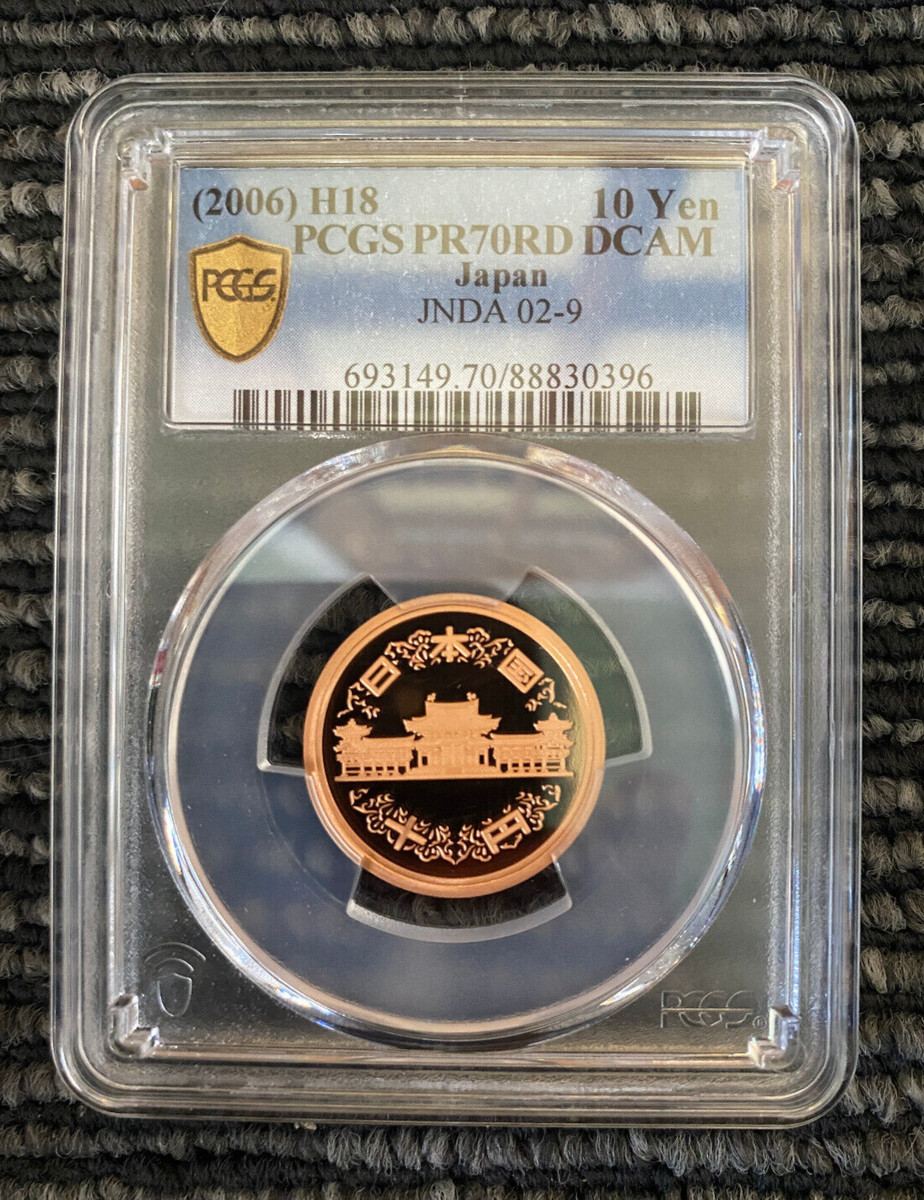 (2006) H18 10 Yen
PCGS PR70RD DCAM
Japan
PCGS
JNDA 02-9
693149.70/88830396
日本国
十円
PCGS